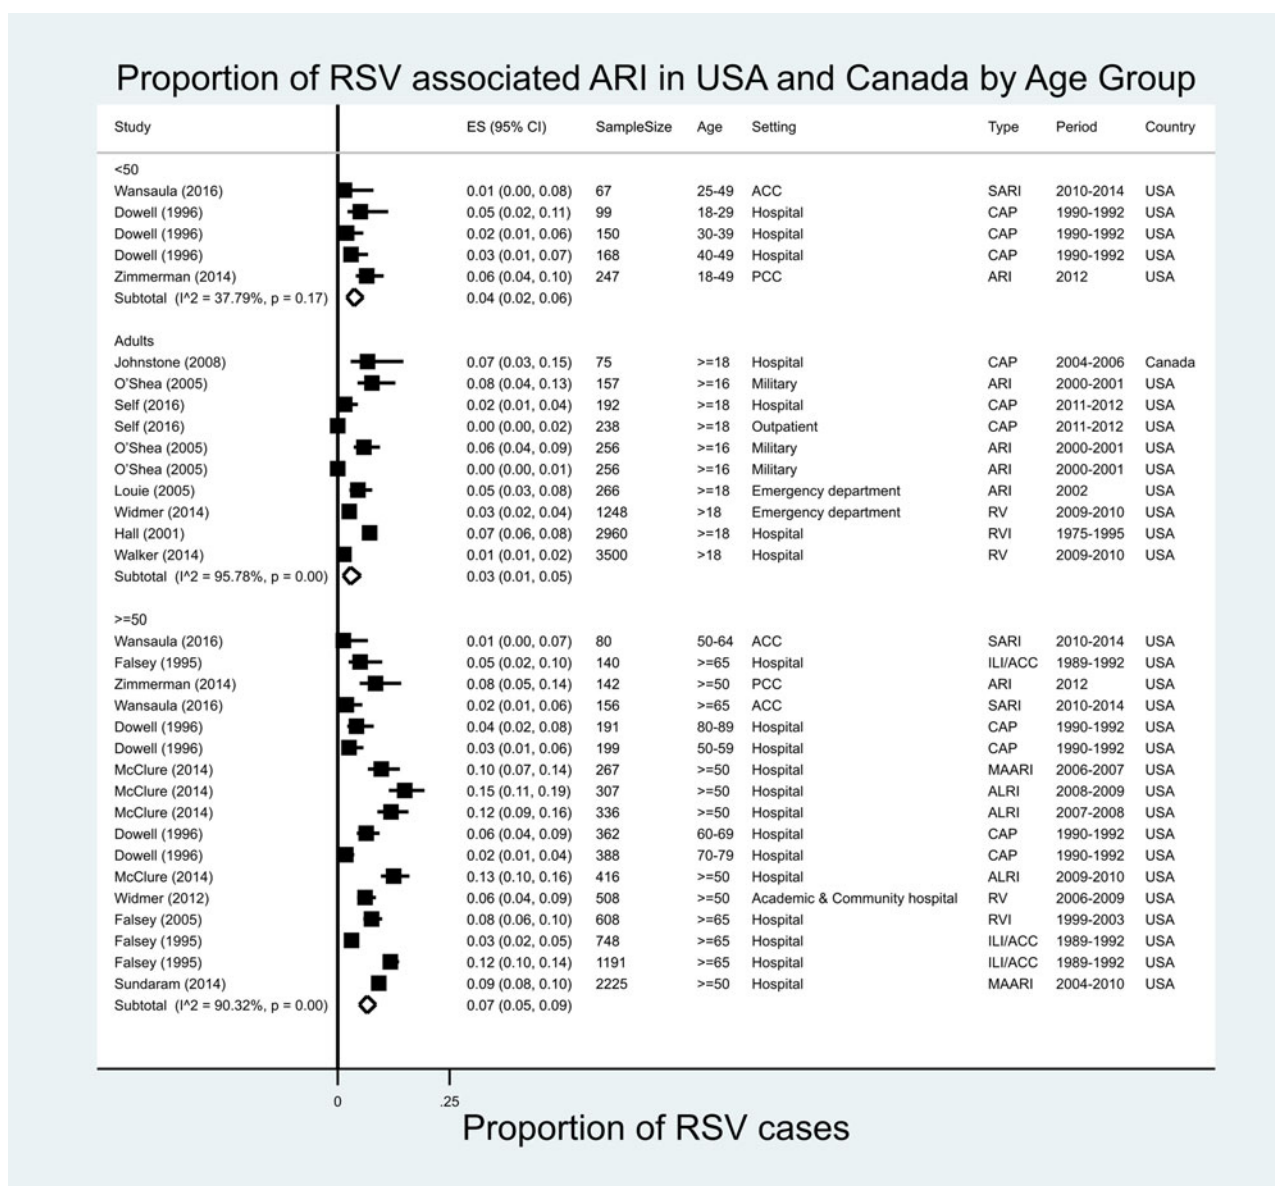 Proportion of RSV associated ARI in USA and Canada by Age Group
Study ES (95% CI) SampleSize Age Setting Type Period Country
<50
Wansaula (2016) 0.01 (0.00, 0.08) 67 25-49 ACC SARI 2010-2014 USA
Dowell (1996) 0.05 (0.02, 0.11) 99 18-29 Hospital CAP 1990-1992 USA
Dowell (1996) 0.02 (0.01, 0.06) 150 30-39 Hospital CAP 1990-1992 USA
Dowell (1996) 0.03 (0.01, 0.07) 168 40-49 Hospital CAP 1990-1992 USA
Zimmerman (2014) 0.06 (0.04, 0.10) 247 18-49 PCC ARI 2012 USA
Subtotal (I^2 = 37.79%, p = 0.17) 0.04 (0.02, 0.06)
Adults
Johnstone (2008) 0.07 (0.03, 0.15) 75 >=18 Hospital CAP 2004-2006 Canada
O'Shea (2005) 0.08 (0.04, 0.13) 157 >=16 Military ARI 2000-2001 USA
Self (2016) 0.02 (0.01, 0.04) 192 >=18 Hospital CAP 2011-2012 USA
Self (2016) 0.00 (0.00, 0.02) 238 >=18 Outpatient CAP 2011-2012 USA
O'Shea (2005) 0.06 (0.04, 0.09) 256 >=16 Military ARI 2000-2001 USA
O'Shea (2005) 0.00 (0.00, 0.01) 256 >=16 Military ARI 2000-2001 USA
Louie (2005) 0.05 (0.03, 0.08) 266 >=18 Emergency department ARI 2002 USA
Widmer (2014) 0.03 (0.02, 0.04) 1248 >18 Emergency department RV 2009-2010 USA
Hall (2001) 0.07 (0.06, 0.08) 2960 >=18 Hospital RVI 1975-1995 USA
Walker (2014) 0.01 (0.01, 0.02) 3500 >18 Hospital RV 2009-2010 USA
Subtotal (I^2 = 95.78%, p = 0.00) 0.03 (0.01, 0.05)
>=50
Wansaula (2016) 0.01 (0.00, 0.07) 80 50-64 ACC SARI 2010-2014 USA
Falsey (1995) 0.05 (0.02, 0.10) 140 >=65 Hospital ILI/ACC 1989-1992 USA
Zimmerman (2014) 0.08 (0.05, 0.14) 142 >=50 PCC ARI 2012 USA
Wansaula (2016) 0.02 (0.01, 0.06) 156 >=65 ACC SARI 2010-2014 USA
Dowell (1996) 0.04 (0.02, 0.08) 191 80-89 Hospital CAP 1990-1992 USA
Dowell (1996) 0.03 (0.01, 0.06) 199 50-59 Hospital CAP 1990-1992 USA
McClure (2014) 0.10 (0.07, 0.14) 267 >=50 Hospital MAARI 2006-2007 USA
McClure (2014) 0.15 (0.11, 0.19) 307 >=50 Hospital ALRI 2008-2009 USA
McClure (2014) 0.12 (0.09, 0.16) 336 >=50 Hospital ALRI 2007-2008 USA
Dowell (1996) 0.06 (0.04, 0.09) 362 60-69 Hospital CAP 1990-1992 USA
Dowell (1996) 0.02 (0.01, 0.04) 388 70-79 Hospital CAP 1990-1992 USA
McClure (2014) 0.13 (0.10, 0.16) 416 >=50 Hospital ALRI 2009-2010 USA
Widmer (2012) 0.06 (0.04, 0.09) 508 >=50 Academic & Community hospital RV 2006-2009 USA
Falsey (2005) 0.08 (0.06, 0.10) 608 >=65 Hospital RVI 1999-2003 USA
Falsey (1995) 0.03 (0.02, 0.05) 748 >=65 Hospital ILI/ACC 1989-1992 USA
Falsey (1995) 0.12 (0.10, 0.14) 1191 >=65 Hospital ILI/ACC 1989-1992 USA
Sundaram (2014) 0.09 (0.08, 0.10) 2225 >=50 Hospital MAARI 2004-2010 USA
Subtotal (I^2 = 90.32%, p = 0.00) 0.07 (0.05, 0.09)
0 .25
Proportion of RSV cases